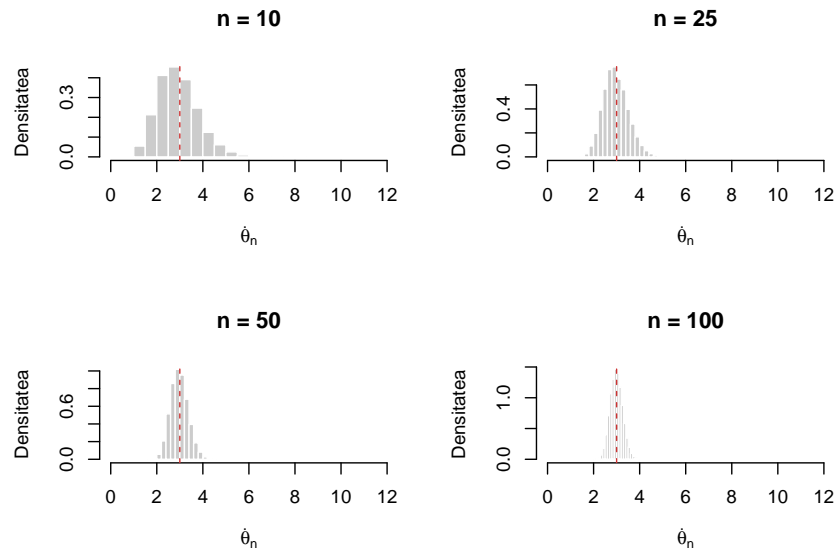 n = 10
Densitatea
0.0 0.3
0 2 4 6 8 10 12
θ̇n
n = 25
Densitatea
0.0 0.4
0 2 4 6 8 10 12
θ̇n
n = 50
Densitatea
0.0 0.6
0 2 4 6 8 10 12
θ̇n
n = 100
Densitatea
0.0 1.0
0 2 4 6 8 10 12
θ̇n